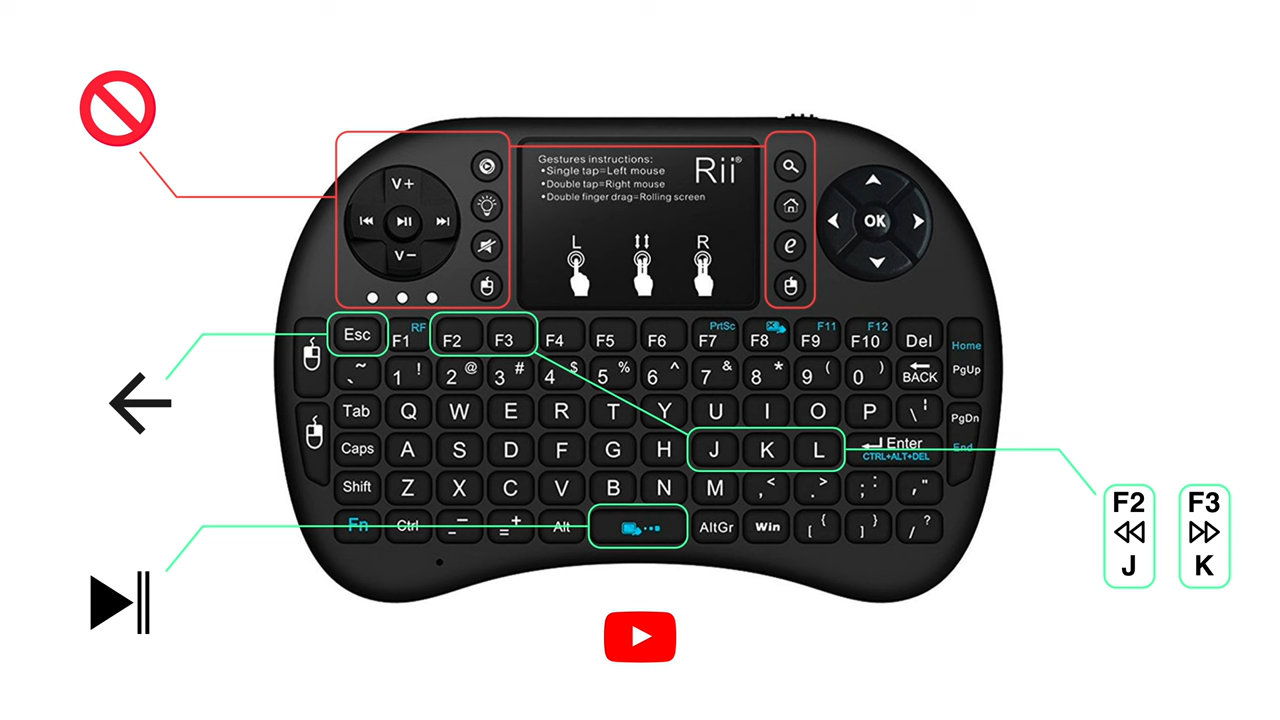 Gestures instructions:
•Single tap=Left mouse
•Double tap=Right mouse
•Double finger drag=Rolling screen
Rii®
L R
V+
V−
OK
e
Esc F1 RF F2 F3 F4 F5 F6 F7 PrtSc F8 F9 F11 F10 F12 Del Home
PgUp
` ~ 1 ! 2 @ 3 # 4 $ 5 % 6 ^ 7 & 8 * 9 ( 0 ) BACK
Tab Q W E R T Y U I O P \ ¦ PgDn
Caps A S D F G H J K L Enter End
CTRL+ALT+DEL
Shift Z X C V B N M , < . > ; : , "
Fn Ctrl − _ = + Alt AltGr Win [ { ] } / ?
F2
J
F3
K